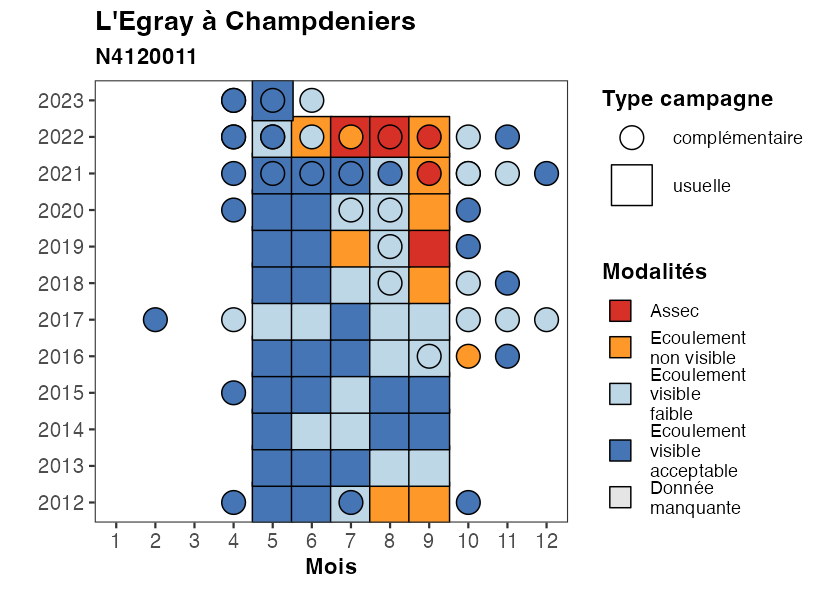 L'Egray à Champdeniers
N4120011
2023
2022
2021
2020
2019
2018
2017
2016
2015
2014
2013
2012
1 2 3 4 5 6 7 8 9 10 11 12
Mois
Type campagne
complémentaire
usuelle
Modalités
Assec
Ecoulement
non visible
Ecoulement
visible
faible
Ecoulement
visible
acceptable
Donnée
manquante